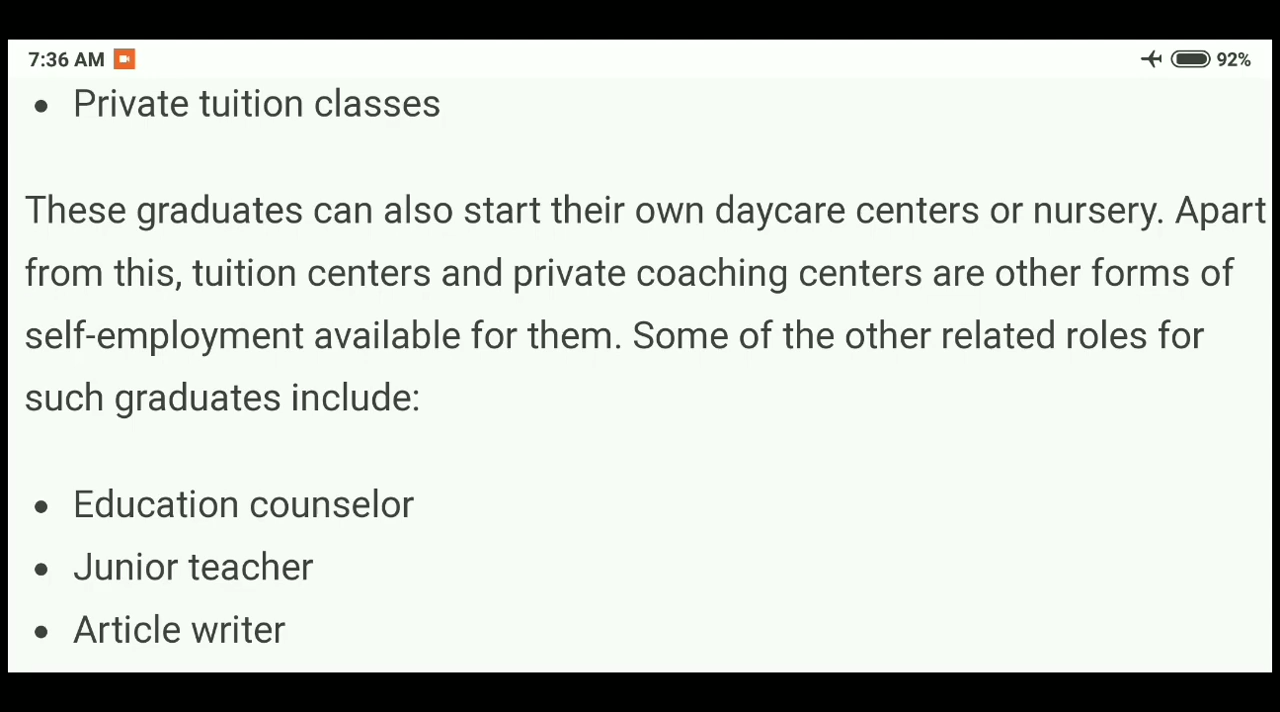 7:36 AM 92%
• Private tuition classes
These graduates can also start their own daycare centers or nursery. Apart
from this, tuition centers and private coaching centers are other forms of
self-employment available for them. Some of the other related roles for
such graduates include:
• Education counselor
• Junior teacher
• Article writer